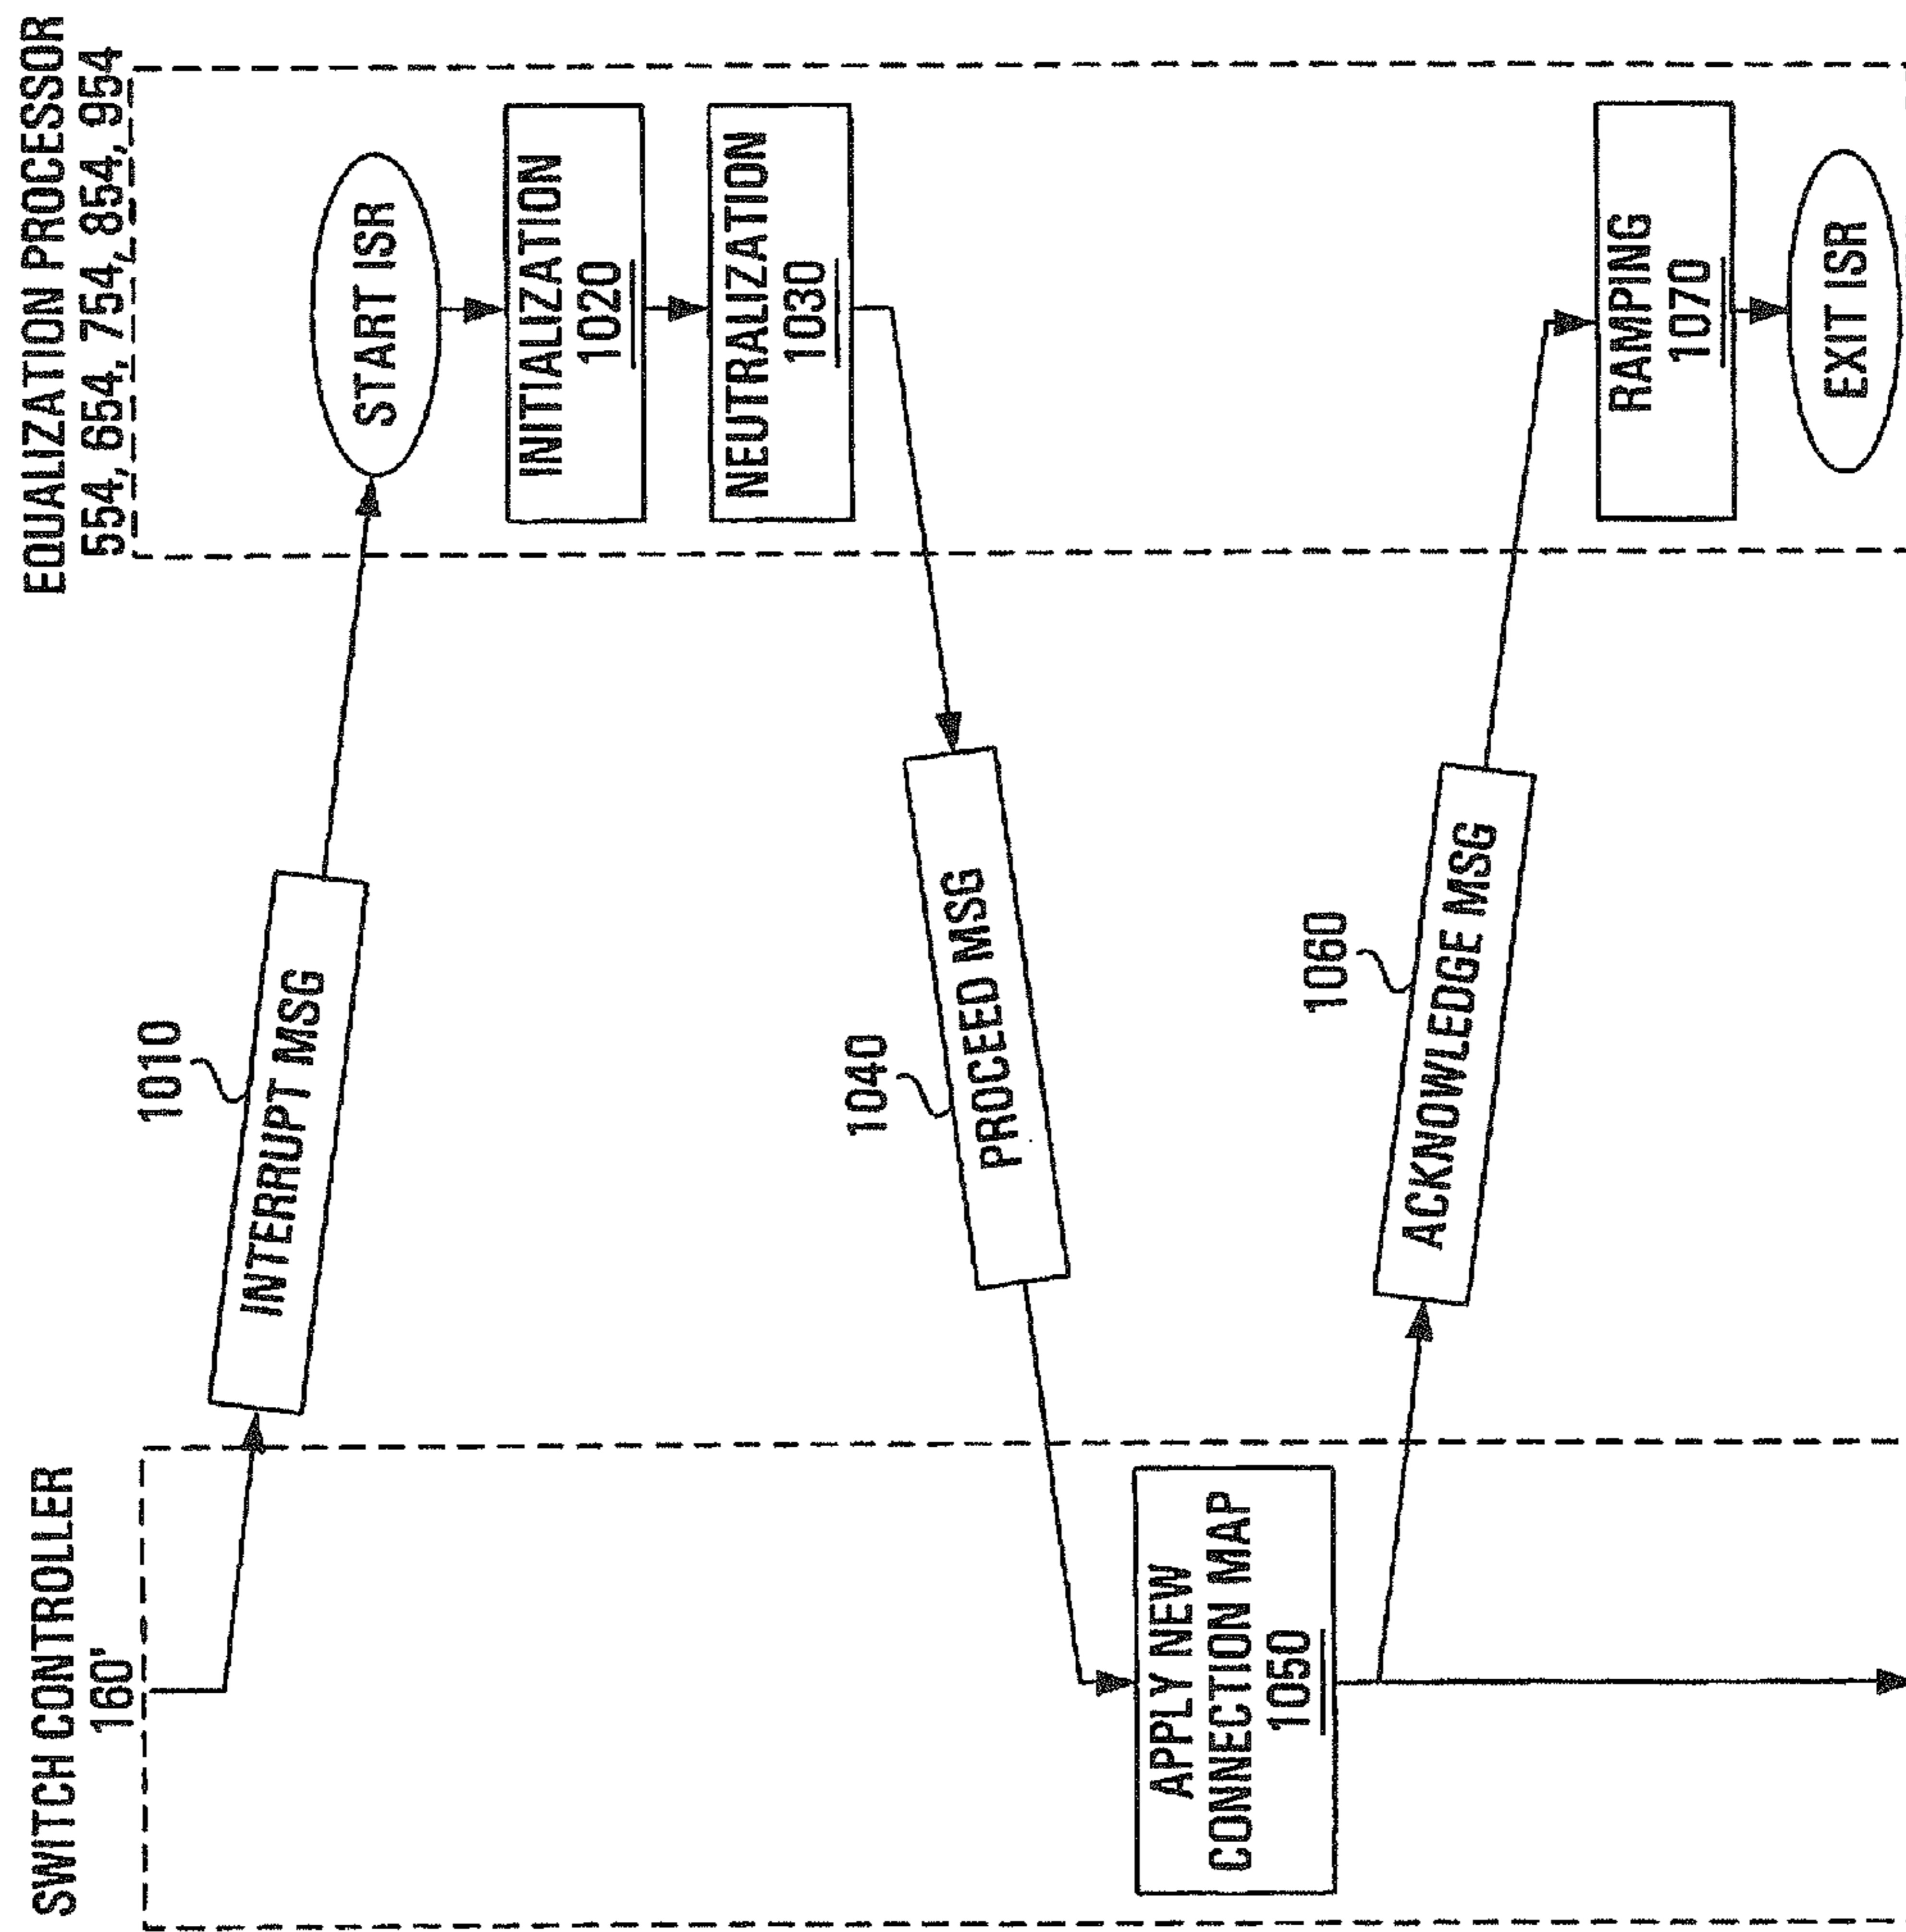 SWITCH CONTROLLER
160'
EQUALIZATION PROCESSOR
554, 654, 754, 854, 954
1010
INTERRUPT MSG
START ISR
INITIALIZATION
1020
NEUTRALIZATION
1030
1040
PROCEED MSG
APPLY NEW
CONNECTION MAP
1050
1060
ACKNOWLEDGE MSG
RAMPING
1070
EXIT ISR